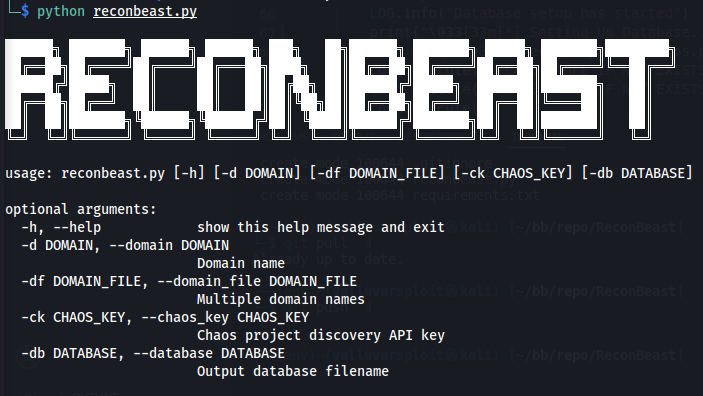 └─$ python reconbeast.py
RECONBEAST
usage: reconbeast.py [-h] [-d DOMAIN] [-df DOMAIN_FILE] [-ck CHAOS_KEY] [-db DATABASE]
optional arguments:
-h, --help show this help message and exit
-d DOMAIN, --domain DOMAIN
Domain name
-df DOMAIN_FILE, --domain_file DOMAIN_FILE
Multiple domain names
-ck CHAOS_KEY, --chaos_key CHAOS_KEY
Chaos project discovery API key
-db DATABASE, --database DATABASE
Output database filename